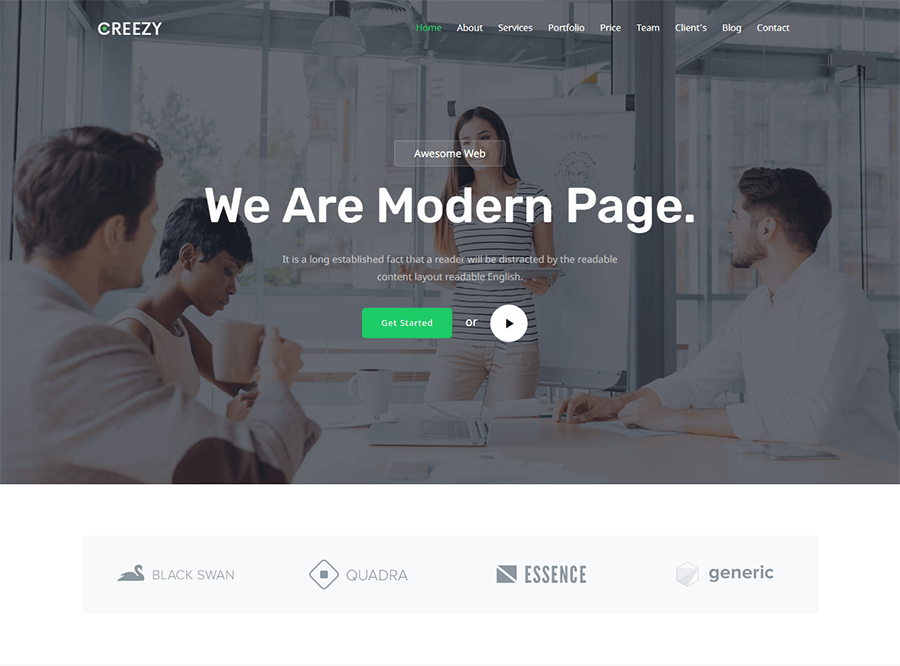 CREEZY
Home About Services Portfolio Price Team Client's Blog Contact
Awesome Web
We Are Modern Page.
It is a long established fact that a reader will be distracted by the readable
content layout readable English.
Get Started or
BLACK SWAN QUADRA ESSENCE generic